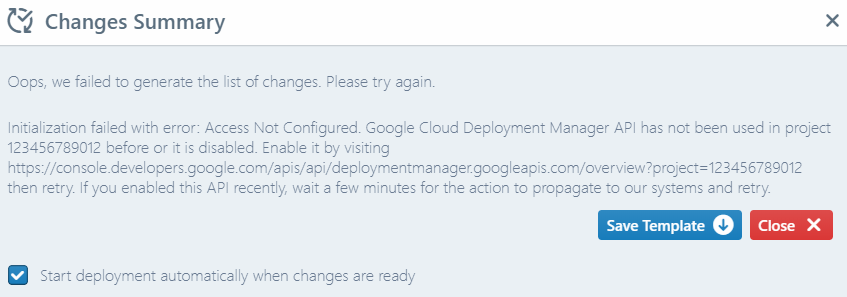 Changes Summary
Oops, we failed to generate the list of changes. Please try again.
Initialization failed with error: Access Not Configured. Google Cloud Deployment Manager API has not been used in project
123456789012 before or it is disabled. Enable it by visiting
https://console.developers.google.com/apis/api/deploymentmanager.googleapis.com/overview?project=123456789012
then retry. If you enabled this API recently, wait a few minutes for the action to propagate to our systems and retry.
Save Template Close
Start deployment automatically when changes are ready